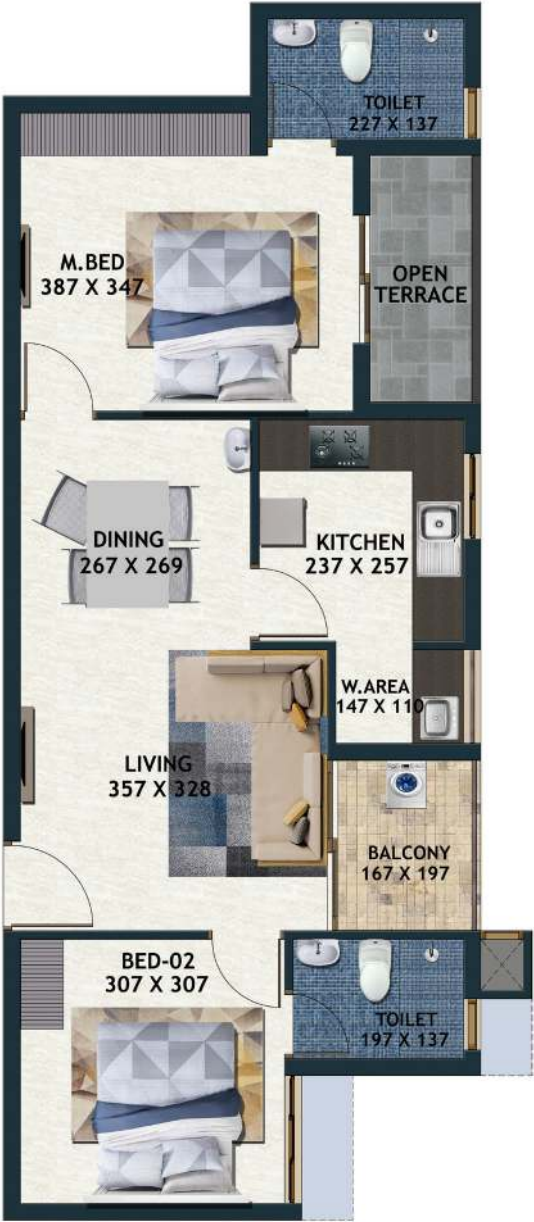 TOILET
227 X 137
M.BED
387 X 347
OPEN
TERRACE
DINING
267 X 269
KITCHEN
237 X 257
W.AREA
147 X 110
LIVING
357 X 328
BALCONY
167 X 197
BED-02
307 X 307
TOILET
197 X 137